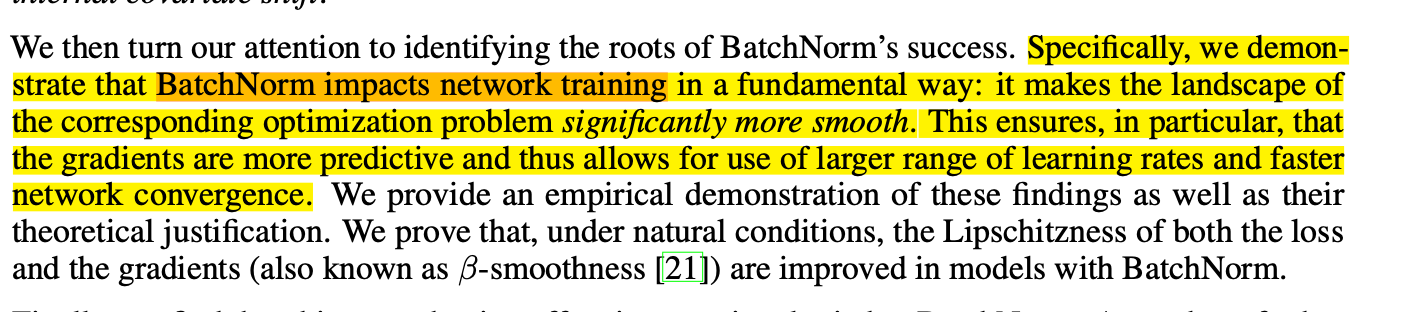 internal covariate shift.
We then turn our attention to identifying the roots of BatchNorm’s success. Specifically, we demon-
strate that BatchNorm impacts network training in a fundamental way: it makes the landscape of
the corresponding optimization problem significantly more smooth. This ensures, in particular, that
the gradients are more predictive and thus allows for use of larger range of learning rates and faster
network convergence. We provide an empirical demonstration of these findings as well as their
theoretical justification. We prove that, under natural conditions, the Lipschitzness of both the loss
and the gradients (also known as β-smoothness [21]) are improved in models with BatchNorm.